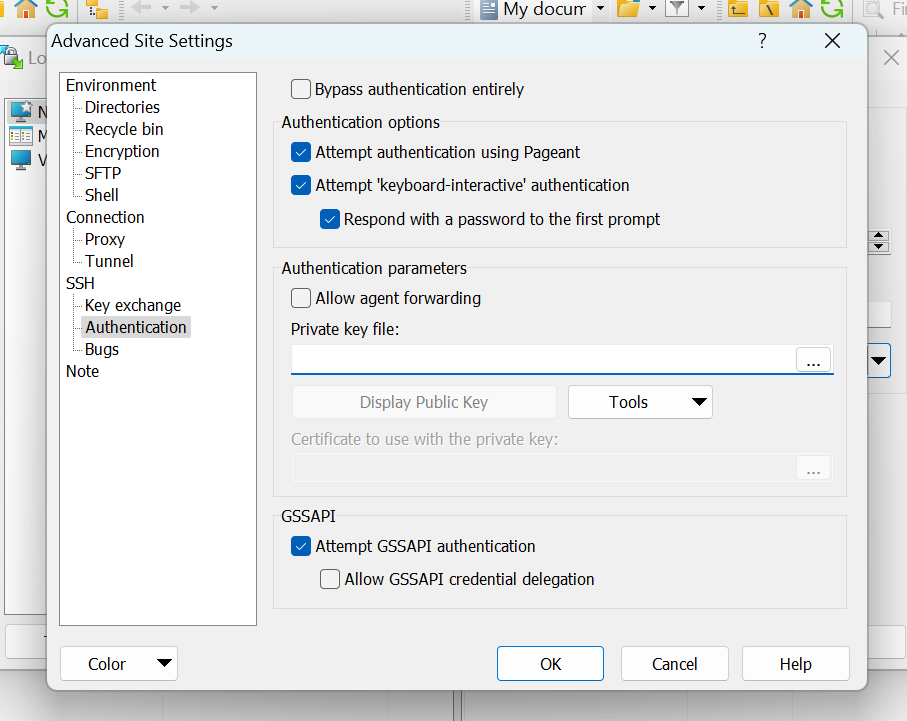 My docum
Fi
Advanced Site Settings
?
Lo
N
M
V
Environment
Directories
Recycle bin
Encryption
SFTP
Shell
Connection
Proxy
Tunnel
SSH
Key exchange
Authentication
Bugs
Note
Bypass authentication entirely
Authentication options
Attempt authentication using Pageant
Attempt 'keyboard-interactive' authentication
Respond with a password to the first prompt
Authentication parameters
Allow agent forwarding
Private key file:
...
Display Public Key
Tools
Certificate to use with the private key:
...
GSSAPI
Attempt GSSAPI authentication
Allow GSSAPI credential delegation
Color
OK
Cancel
Help